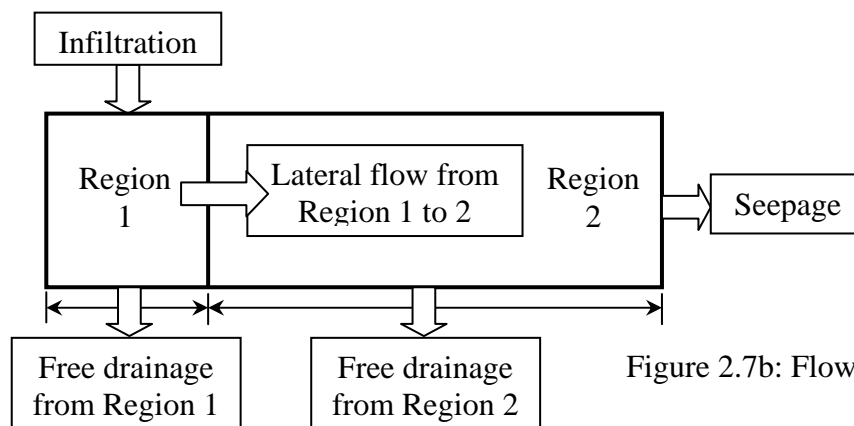 Infiltration
Region
1
Lateral flow from
Region 1 to 2
Region
2
Seepage
Free drainage
from Region 1
Free drainage
from Region 2
Figure 2.7b: Flow